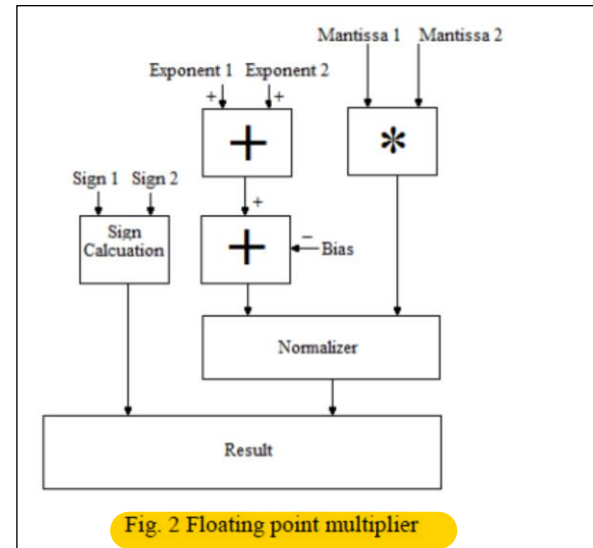 Mantissa 1 Mantissa 2
Exponent 1 Exponent 2
+ +
+
*
Sign 1 Sign 2
+
Sign
Calcuation
+
−
Bias
Normalizer
Result
Fig. 2 Floating point multiplier